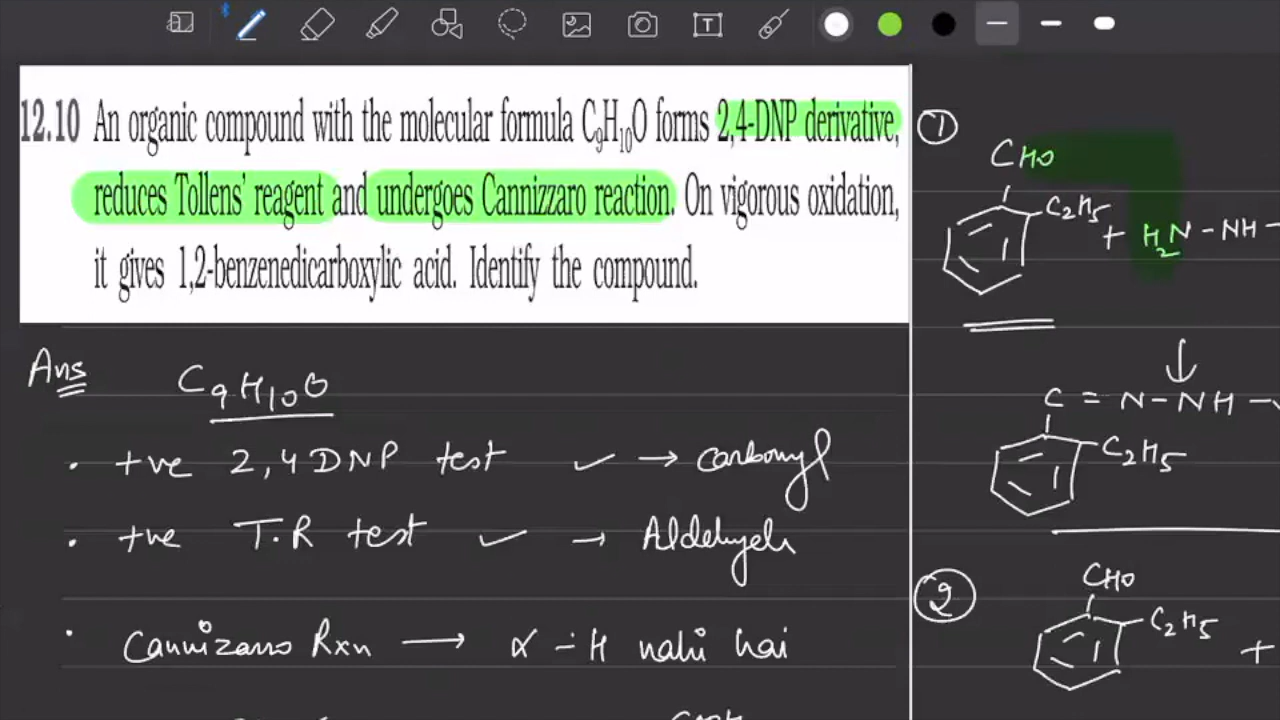 12.10 An organic compound with the molecular formula C₉H₁₀O forms 2,4-DNP derivative,
reduces Tollens' reagent and undergoes Cannizzaro reaction. On vigorous oxidation,
it gives 1,2-benzenedicarboxylic acid. Identify the compound.
Ans C₉H₁₀O
• +ve 2,4 DNP test ✓ → carbonyl
• +ve T.R test ✓ → Aldehyde
• Cannizaro Rxn → α-H nahi hai
①
CHO
C₂H₅
+ H₂N-NH-
↓
C = N-NH-
C₂H₅
②
CHO
C₂H₅
+